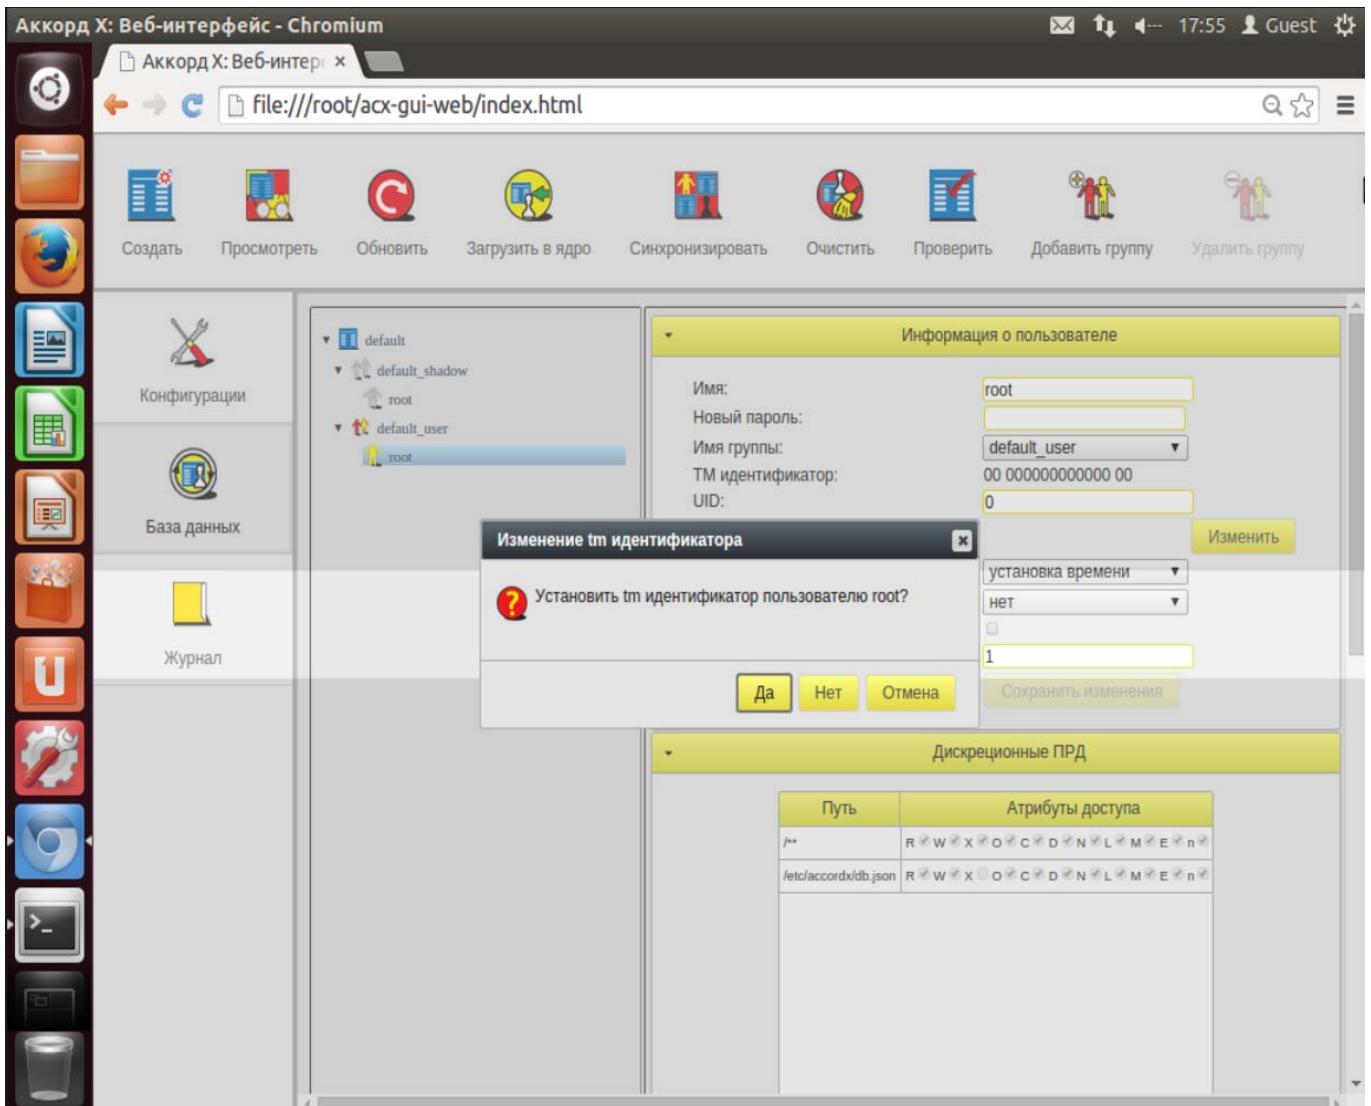 Аккорд X: Веб-интерфейс - Chromium
17:55 Guest
Аккорд X: Веб-интер
file:///root/acx-gui-web/index.html
Создать Просмотреть Обновить Загрузить в ядро Синхронизировать Очистить Проверить Добавить группу Удалить группу
Конфигурации
База данных
Журнал
default
default_shadow
root
default_user
root
Информация о пользователе
Имя: root
Новый пароль:
Имя группы: default_user
ТМ идентификатор: 00 000000000000 00
UID: 0
Изменить
установка времени
нет
1
Сохранить изменения
Изменение tm идентификатора
Установить tm идентификатор пользователю root?
Да Нет Отмена
Дискреционные ПРД
Путь Атрибуты доступа
/** R W X O C D N L M E n
/etc/accordx/db.json R W X O C D N L M E n